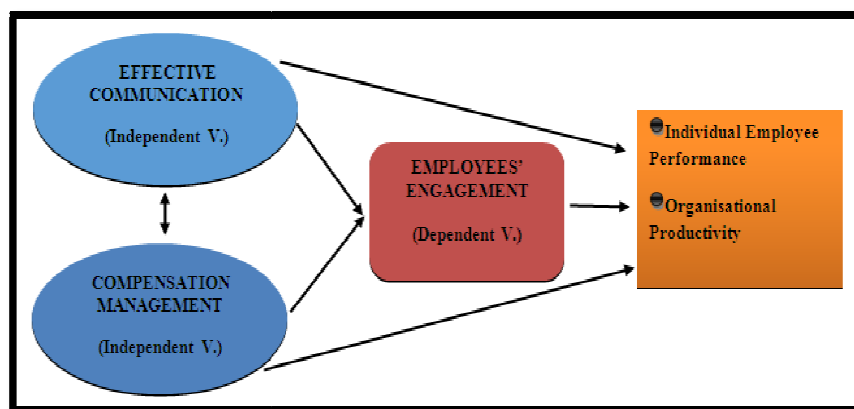 EFFECTIVE
COMMUNICATION
(Independent V.)
COMPENSATION
MANAGEMENT
(Independent V.)
EMPLOYEES'
ENGAGEMENT
(Dependent V.)
Individual Employee
Performance
Organisational
Productivity